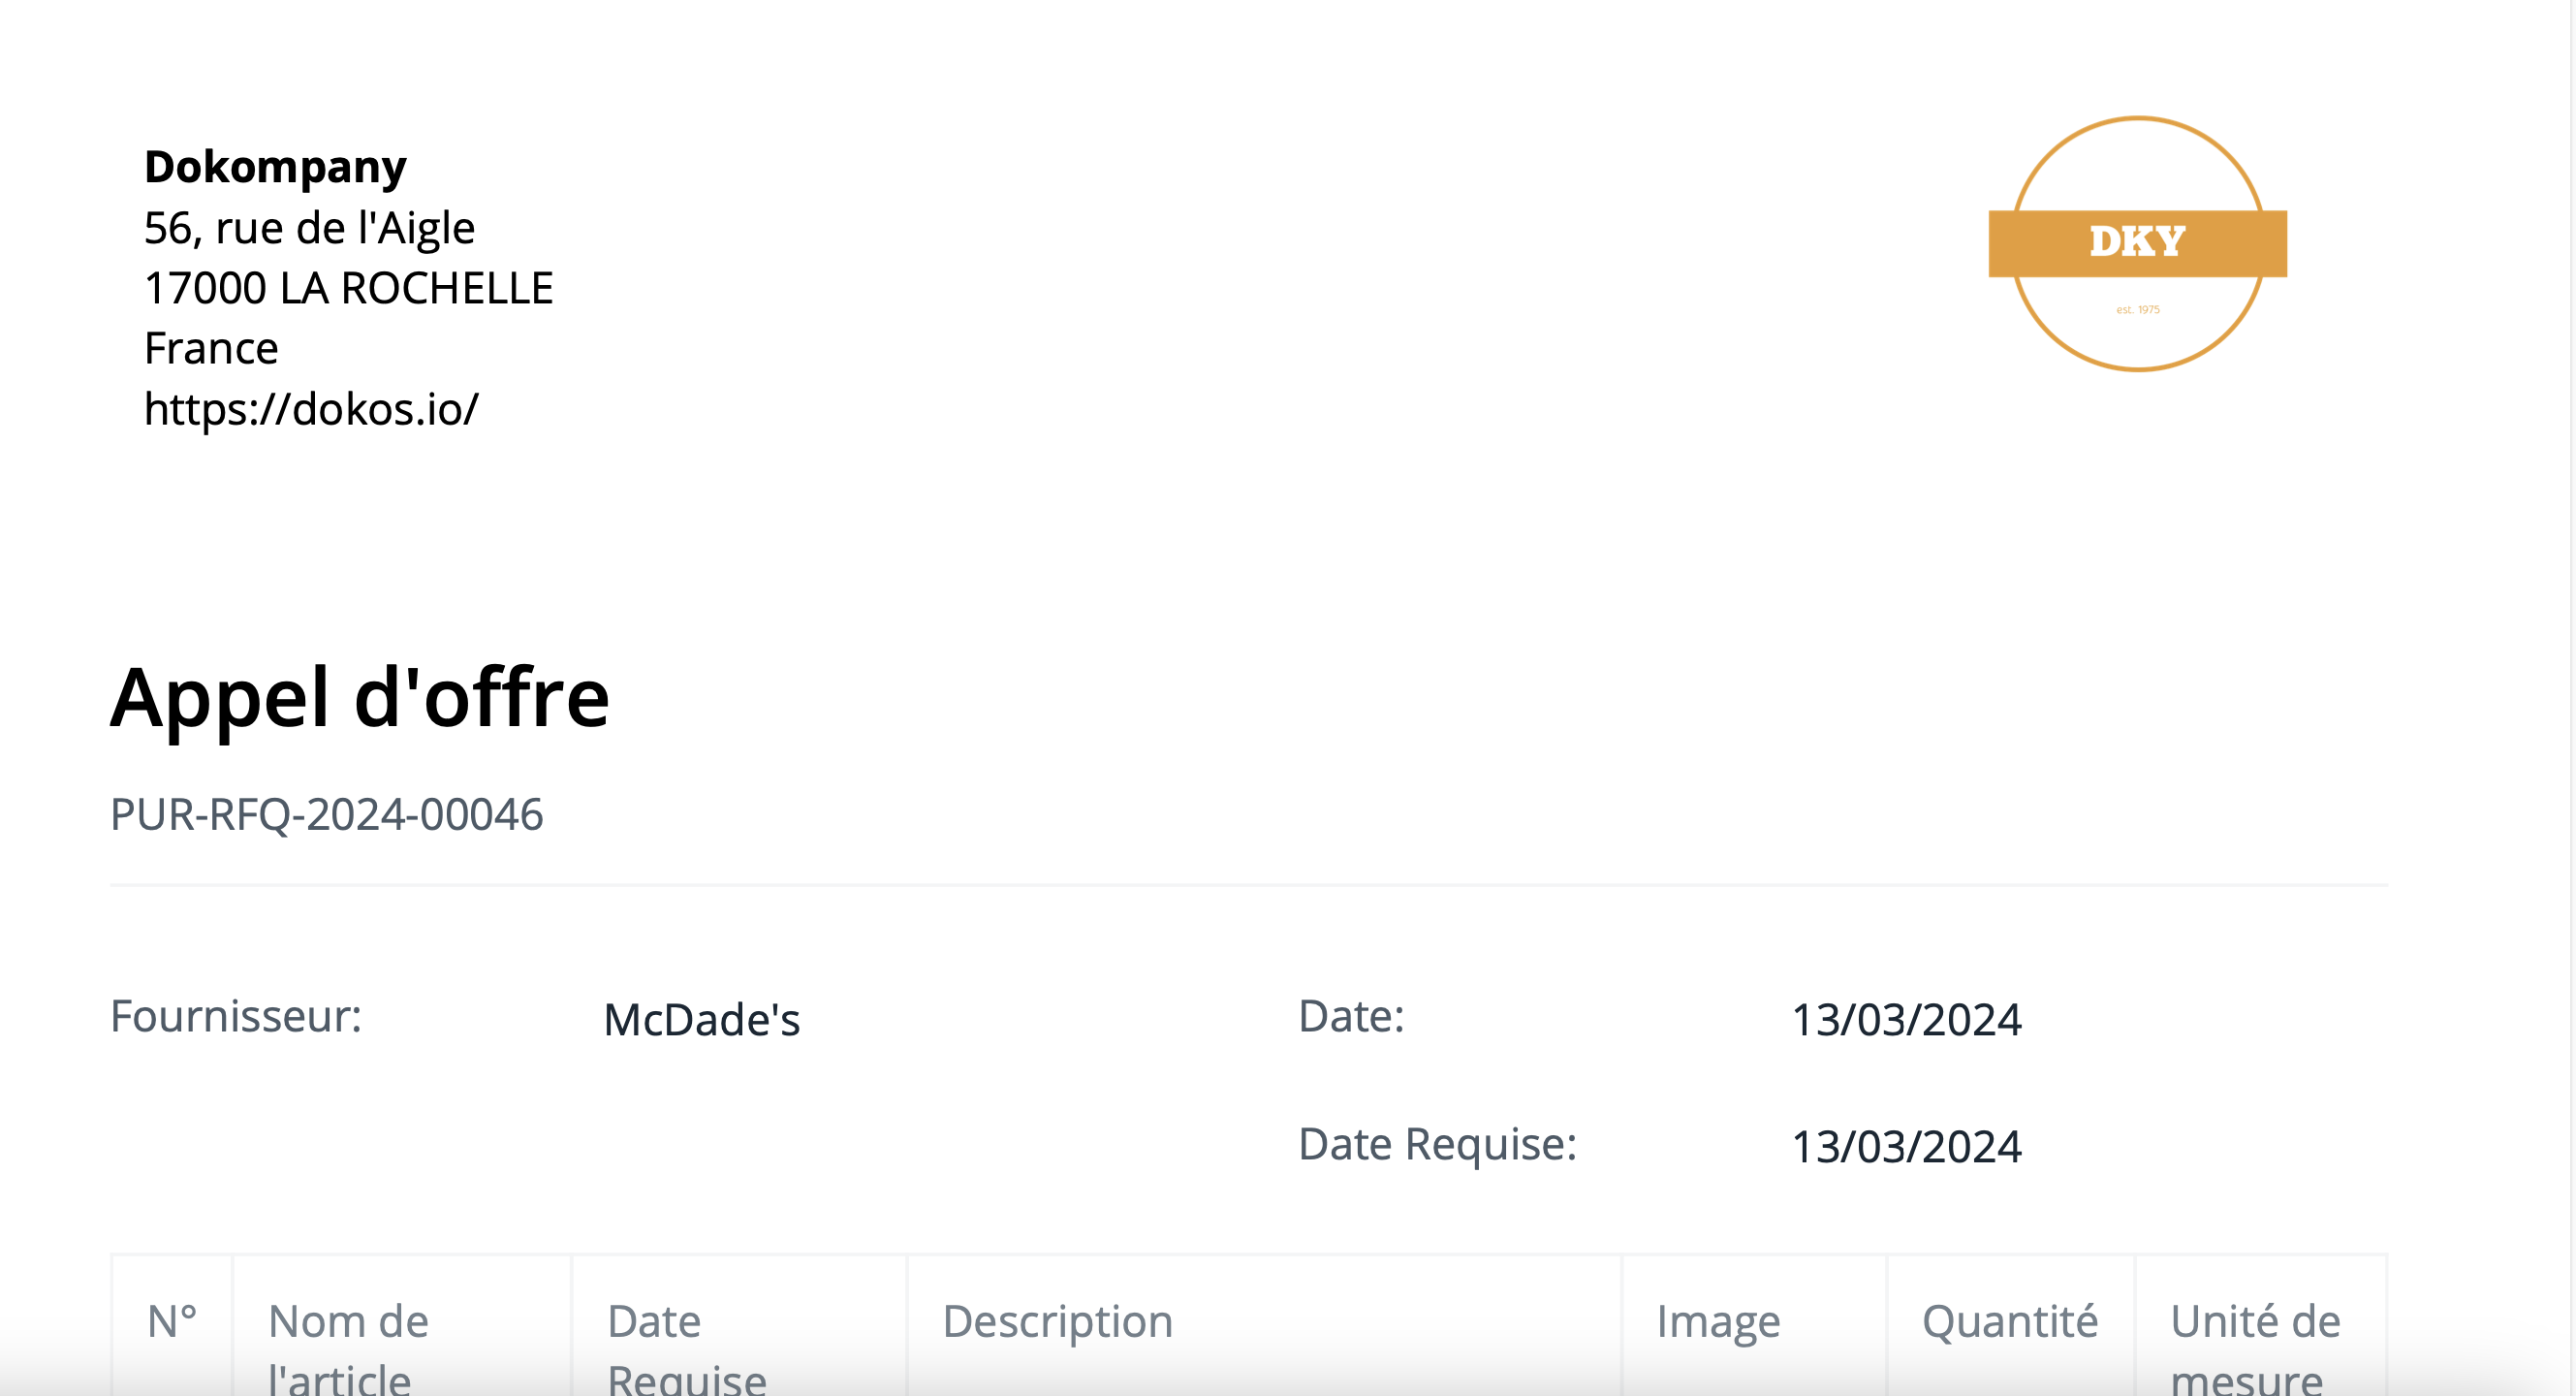 Dokompany
56, rue de l'Aigle
17000 LA ROCHELLE
France
https://dokos.io/
DKY
est. 1975
Appel d'offre
PUR-RFQ-2024-00046
Fournisseur: McDade's Date: 13/03/2024
Date Requise: 13/03/2024
N° Nom de Date Description Image Quantité Unité de
l'article Requise mesure